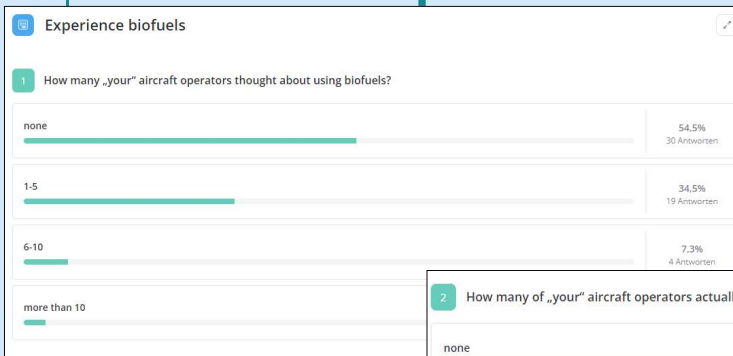 Experience biofuels
1 How many „your“ aircraft operators thought about using biofuels?
none
54,5%
30 Antworten
1-5
34,5%
19 Antworten
6-10
7,3%
4 Antworten
more than 10
2 How many of „your“ aircraft operators actuall
none